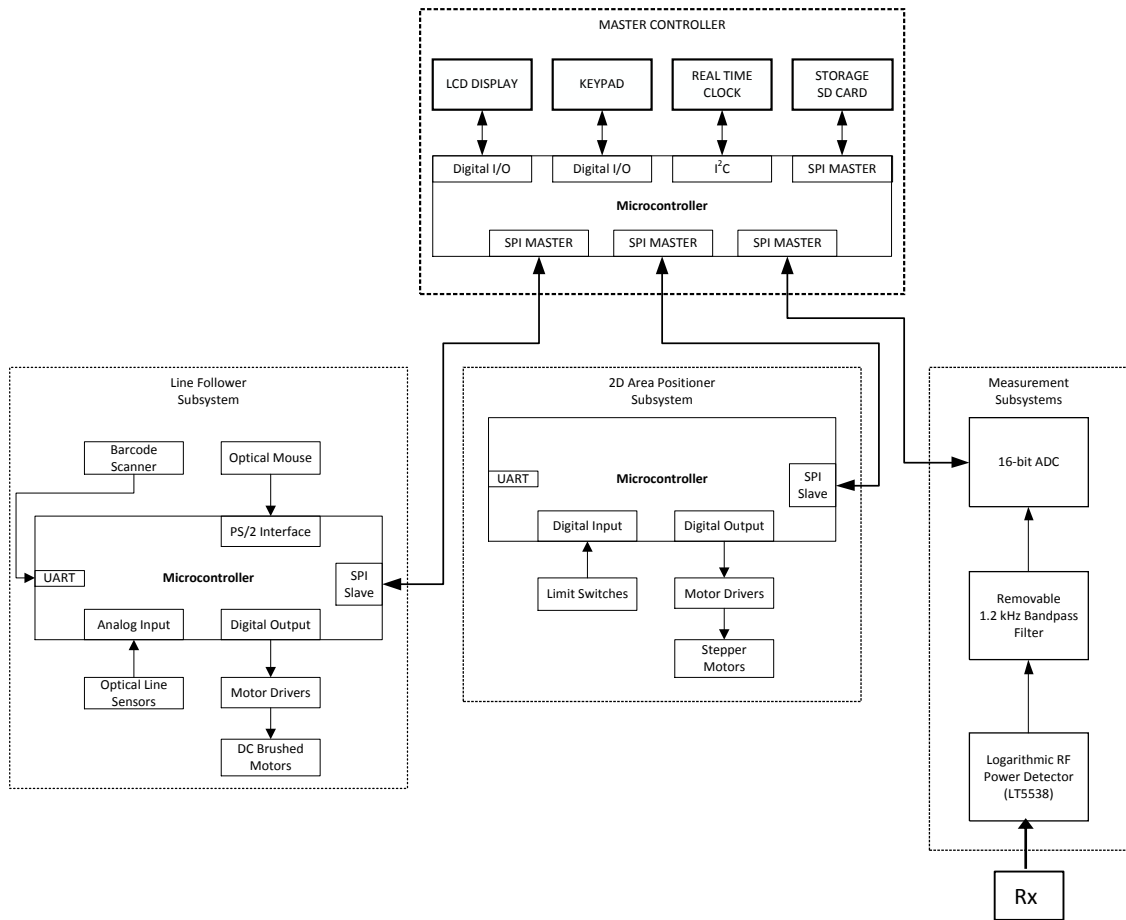 MASTER CONTROLLER
LCD DISPLAY
KEYPAD
REAL TIME
CLOCK
STORAGE
SD CARD
Digital I/O
Digital I/O
I²C
SPI MASTER
Microcontroller
SPI MASTER
SPI MASTER
SPI MASTER
Line Follower
Subsystem
Barcode
Scanner
Optical Mouse
PS/2 Interface
UART
Microcontroller
SPI
Slave
Analog Input
Digital Output
Optical Line
Sensors
Motor Drivers
DC Brushed
Motors
2D Area Positioner
Subsystem
UART
Microcontroller
SPI
Slave
Digital Input
Digital Output
Limit Switches
Motor Drivers
Stepper
Motors
Measurement
Subsystems
16-bit ADC
Removable
1.2 kHz Bandpass
Filter
Logarithmic RF
Power Detector
(LT5538)
Rx